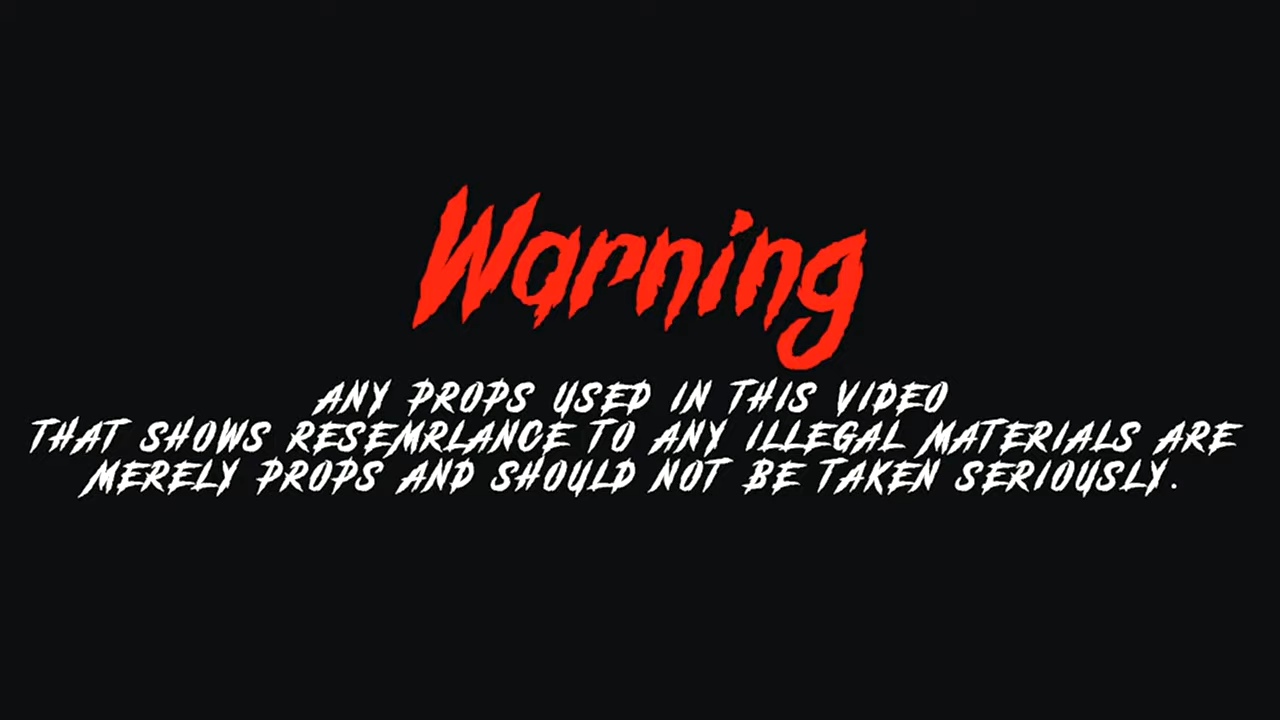 Warning
ANY PROPS USED IN THIS VIDEO
THAT SHOWS RESEMRLANCE TO ANY ILLEGAL MATERIALS ARE
MERELY PROPS AND SHOULD NOT BE TAKEN SERIOUSLY.